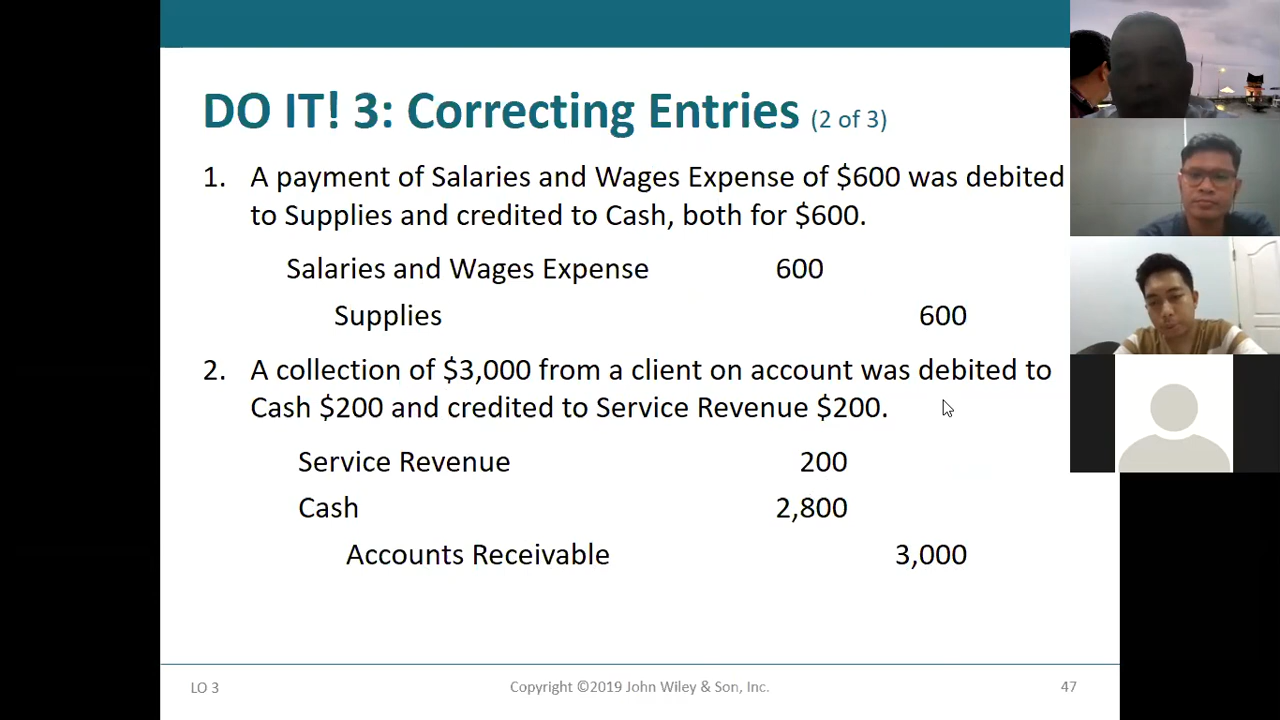 DO IT! 3: Correcting Entries (2 of 3)
1. A payment of Salaries and Wages Expense of $600 was debited
to Supplies and credited to Cash, both for $600.
Salaries and Wages Expense 600
Supplies 600
2. A collection of $3,000 from a client on account was debited to
Cash $200 and credited to Service Revenue $200.
Service Revenue 200
Cash 2,800
Accounts Receivable 3,000
LO 3 Copyright ©2019 John Wiley & Son, Inc. 47